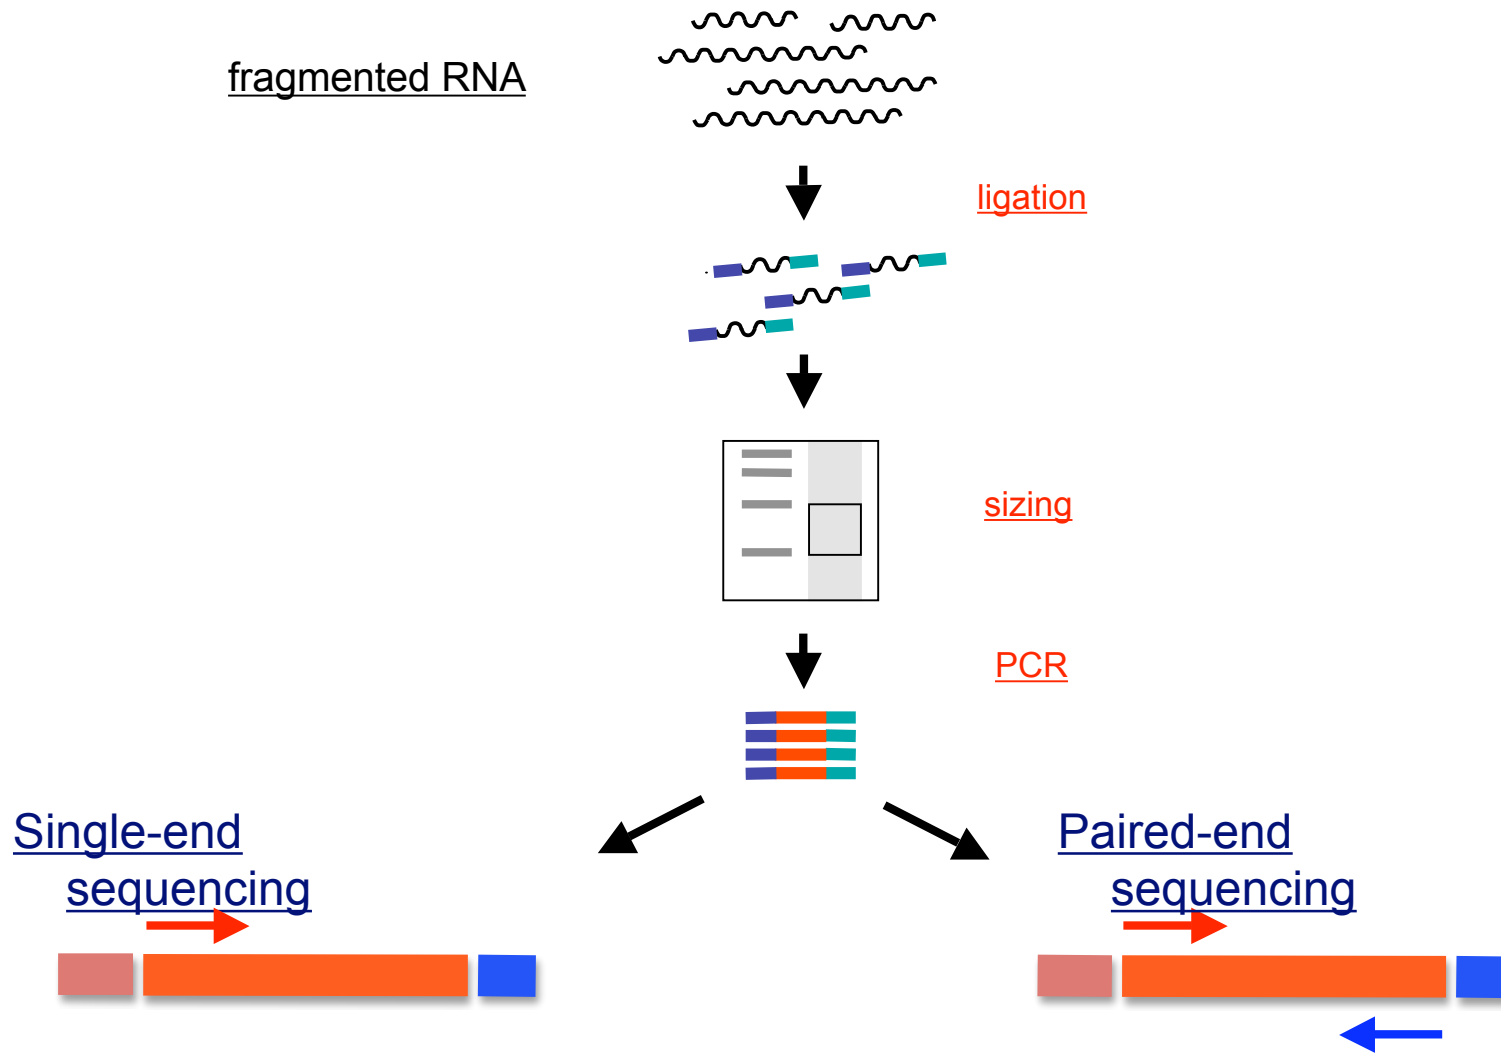 fragmented RNA
ligation
sizing
PCR
Single-end
sequencing
Paired-end
sequencing